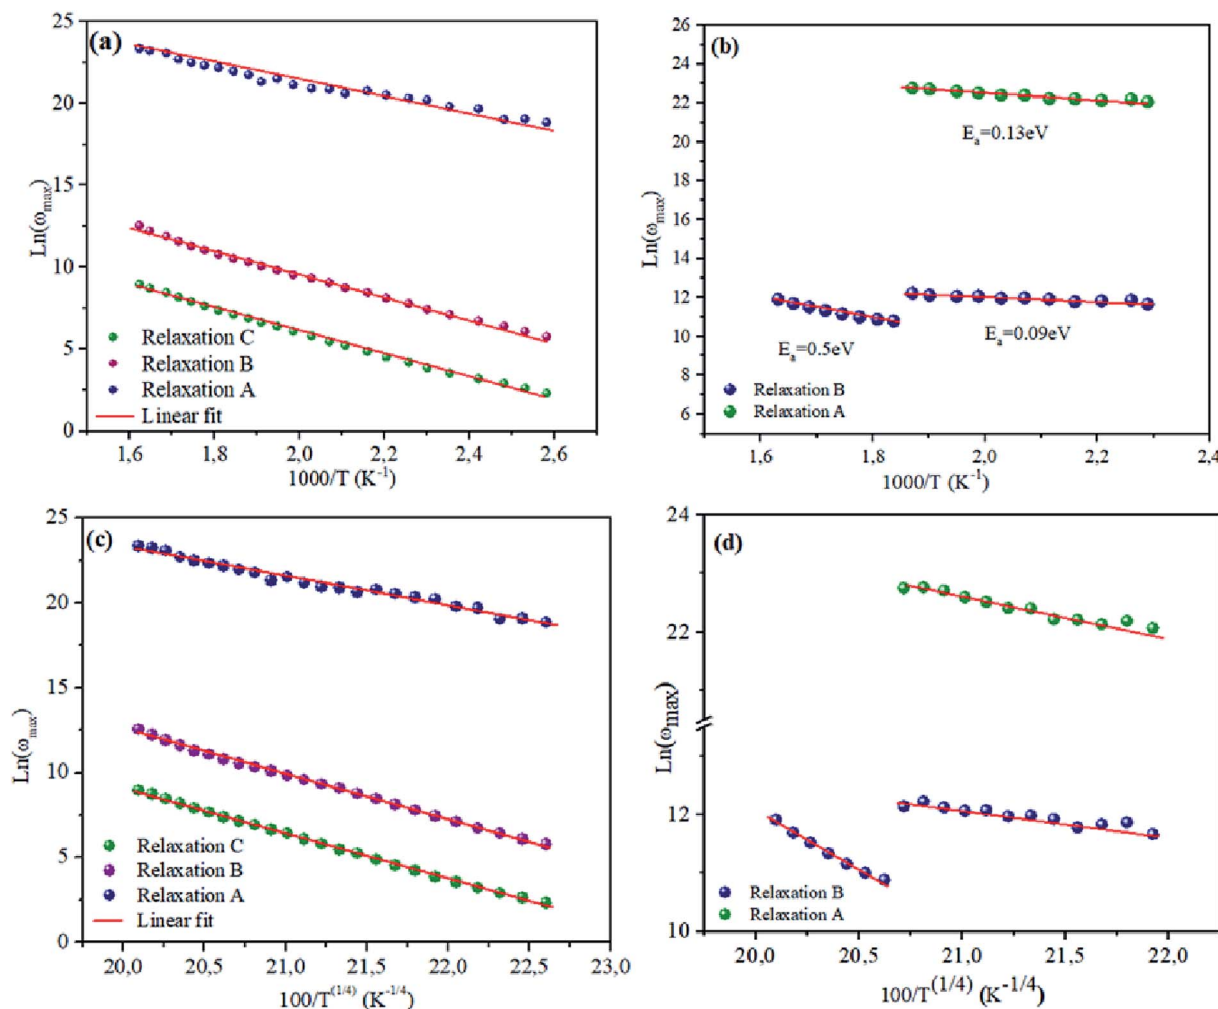 (a)
25
20
15
10
5
0
Ln(ω_max)
Relaxation C
Relaxation B
Relaxation A
Linear fit
1,6 1,8 2,0 2,2 2,4 2,6
1000/T (K^-1)
(b)
26
24
22
20
18
16
14
12
10
8
6
Ln(ω_max)
E_a=0.13eV
E_a=0.5eV
E_a=0.09eV
Relaxation B
Relaxation A
1,6 1,8 2,0 2,2 2,4
1000/T (K^-1)
(c)
25
20
15
10
5
0
Ln(ω_max)
Relaxation C
Relaxation B
Relaxation A
Linear fit
20,0 20,5 21,0 21,5 22,0 22,5 23,0
100/T^(1/4) (K^-1/4)
(d)
24
22
12
10
Ln(ωmax)
Relaxation B
Relaxation A
20,0 20,5 21,0 21,5 22,0
100/T^(1/4) (K^-1/4)